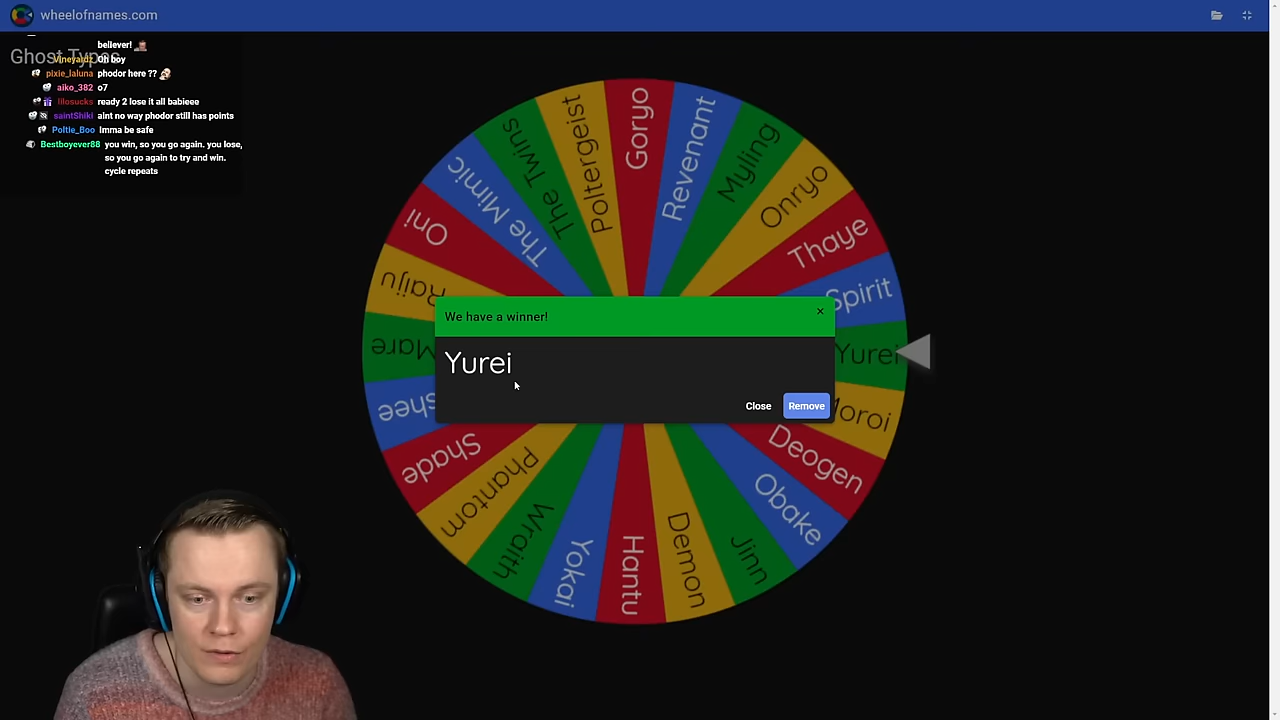 wheelofnames.com
Ghost Types
believer!
Vineyardz Oh boy
pixie_laluna phodor here ??
aiko_382 o7
lilosucks ready 2 lose it all babieee
saintShiki aint no way phodor still has points
Poltie_Boo Imma be safe
Bestboyever88 you win, so you go again. you lose,
so you go again to try and win.
cycle repeats
Goryo
Revenant
Myling
Onryo
Thaye
Spirit
Yurei
Moroi
Deogen
Obake
Jinn
Demon
Hantu
Yokai
Wraith
Phantom
Shade
shee
Mare
Raiju
Oni
The Mimic
The Twins
Poltergeist
We have a winner!
×
Yurei
Close
Remove